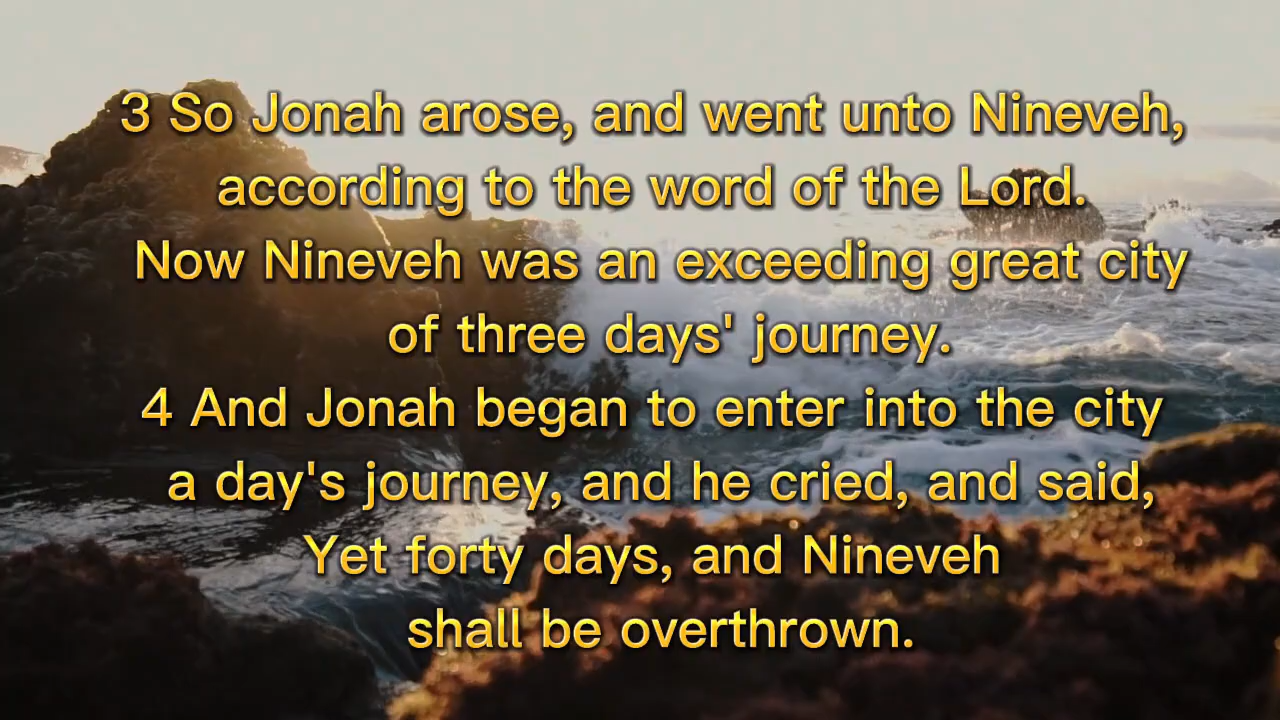 3 So Jonah arose, and went unto Nineveh,
according to the word of the Lord.
Now Nineveh was an exceeding great city
of three days' journey.
4 And Jonah began to enter into the city
a day's journey, and he cried, and said,
Yet forty days, and Nineveh
shall be overthrown.